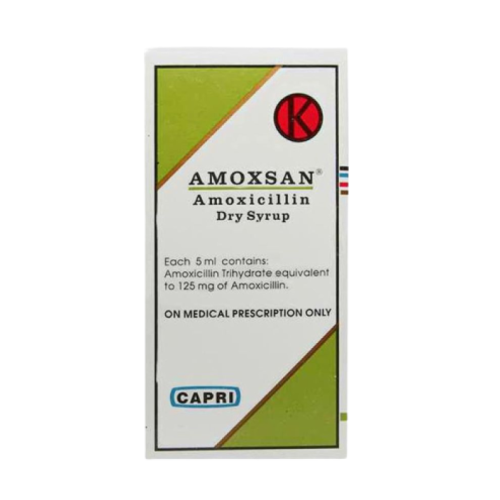 K
AMOXSAN®
Amoxicillin
Dry Syrup
Each 5 ml contains:
Amoxicillin Trihydrate equivalent
to 125 mg of Amoxicillin.
ON MEDICAL PRESCRIPTION ONLY
CAPRI